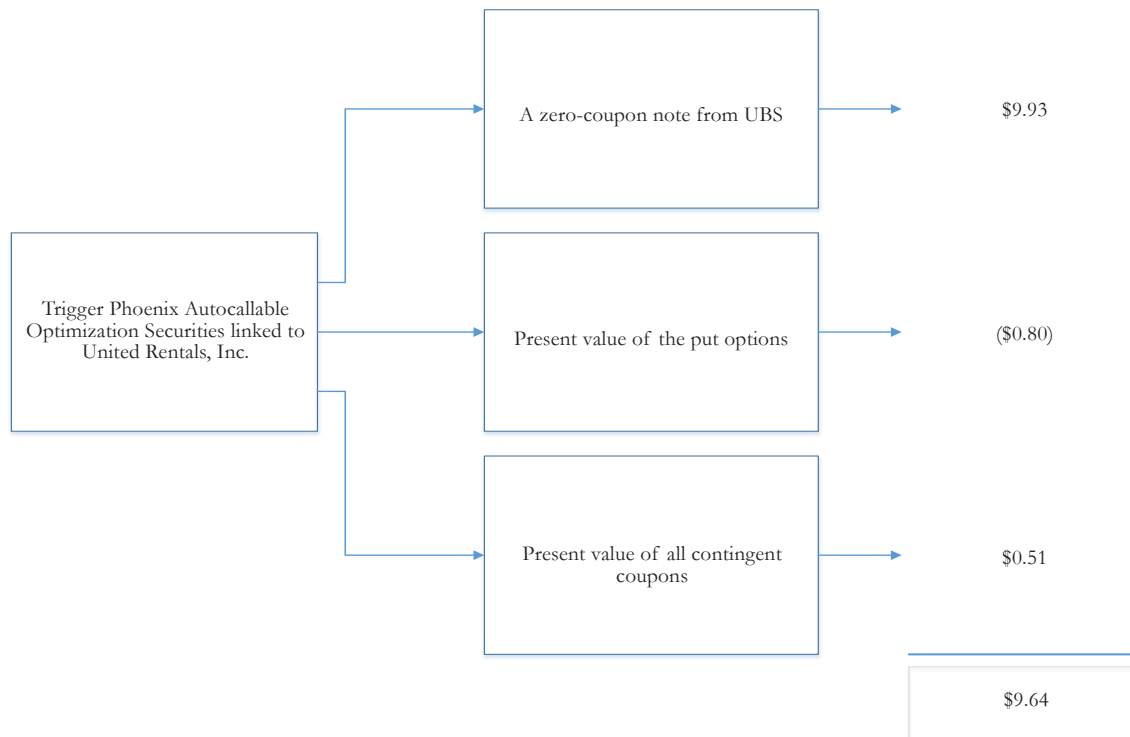 A zero-coupon note from UBS
$9.93
Trigger Phoenix Autocallable
Optimization Securities linked to
United Rentals, Inc.
Present value of the put options
($0.80)
Present value of all contingent
coupons
$0.51
$9.64